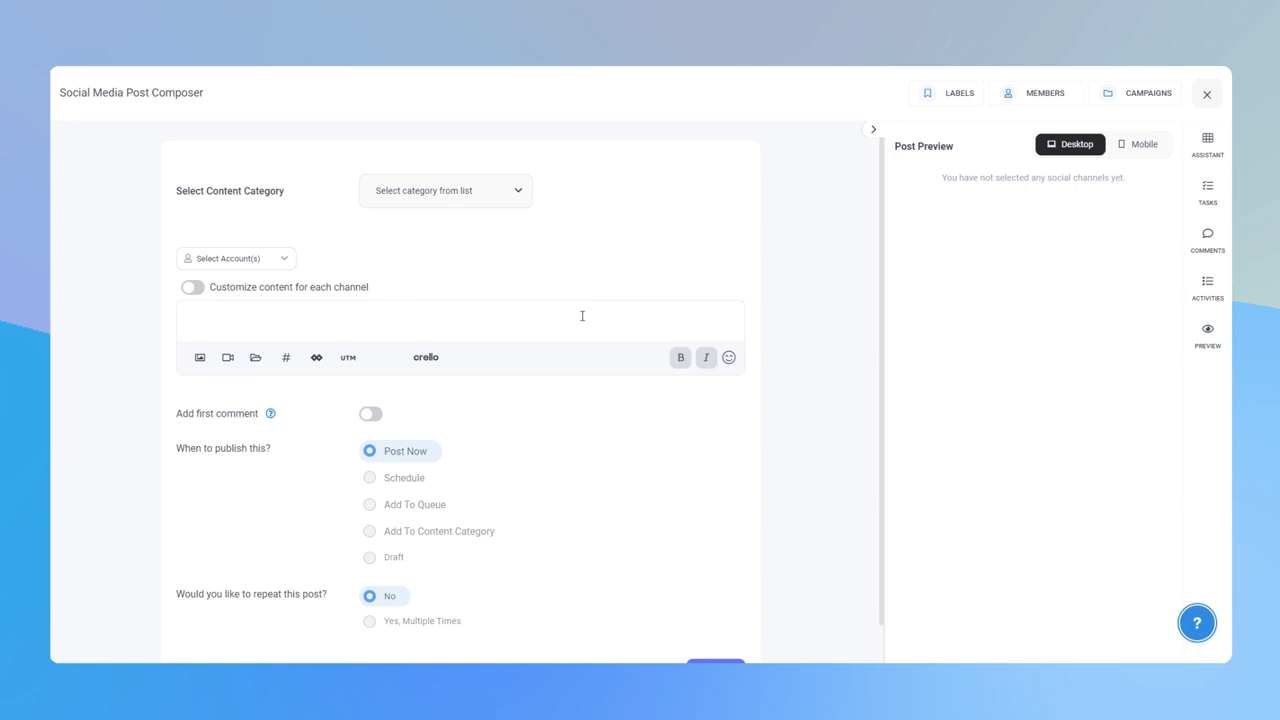 Social Media Post Composer
LABELS
MEMBERS
CAMPAIGNS
Select Content Category
Select category from list
Select Account(s)
Customize content for each channel
#
UTM
crello
B
I
Add first comment
?
When to publish this?
Post Now
Schedule
Add To Queue
Add To Content Category
Draft
Would you like to repeat this post?
No
Yes, Multiple Times
Post Preview
Desktop
Mobile
You have not selected any social channels yet.
ASSISTANT
TASKS
COMMENTS
ACTIVITIES
PREVIEW
?